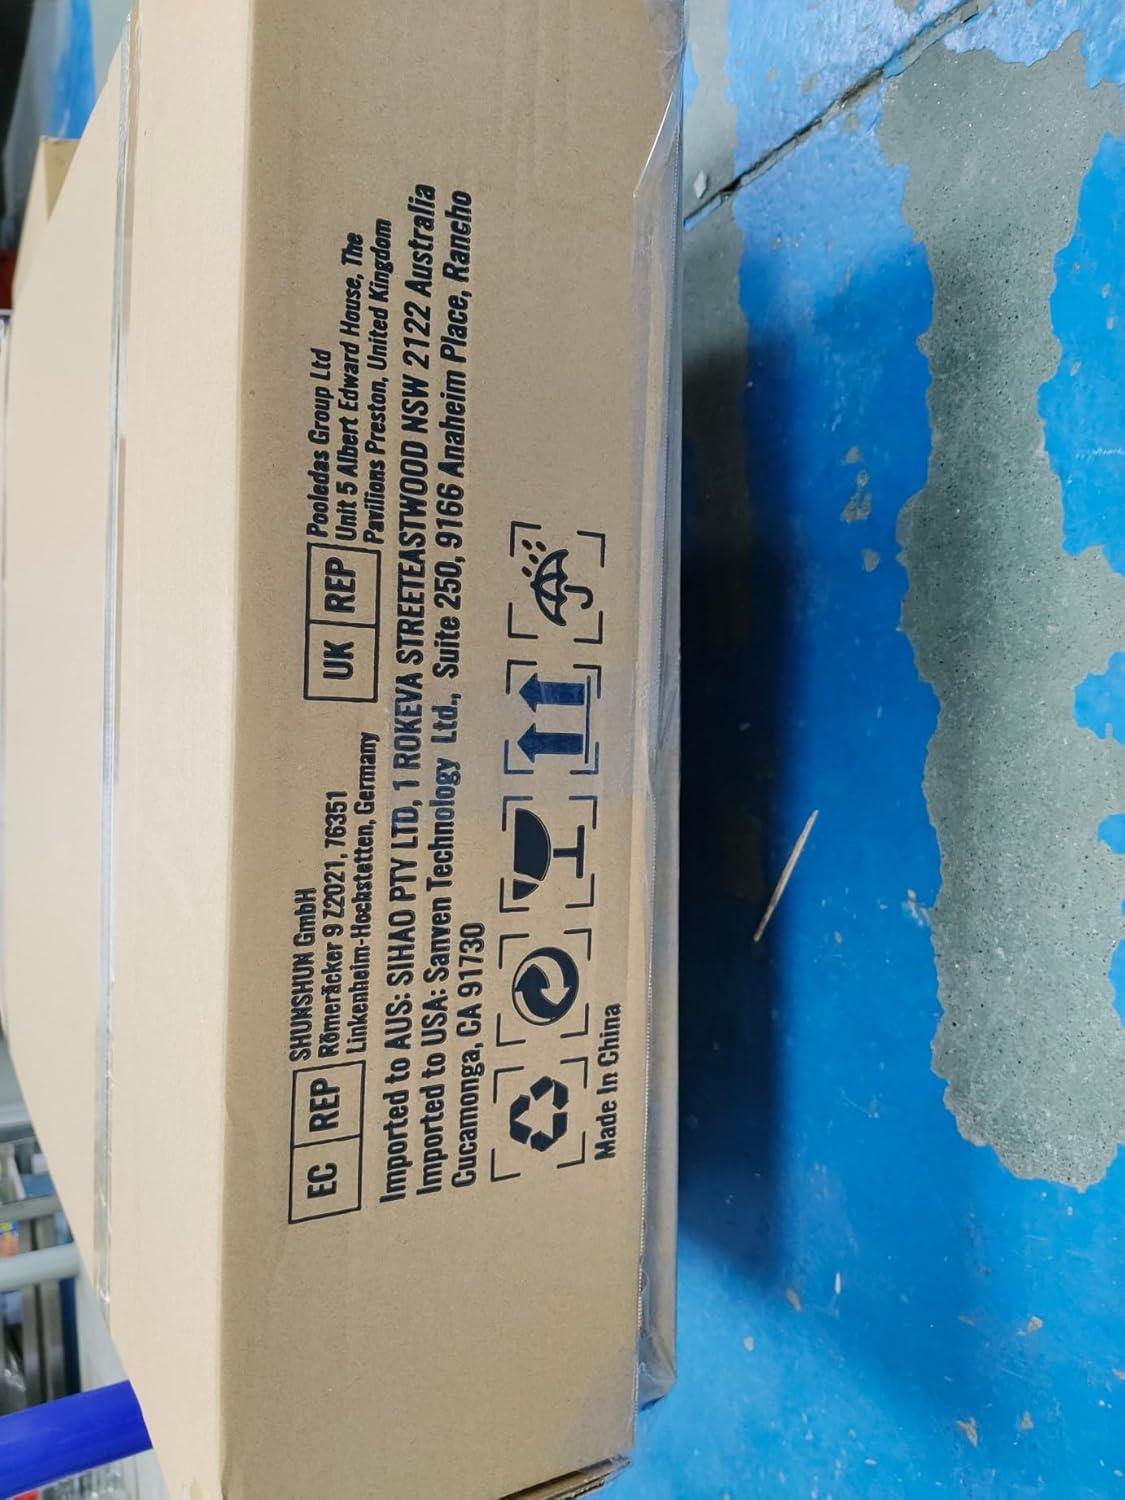 EC REP
SHUNSHUN GmbH
Römeräcker 9 Z2021, 76351
Linkenheim-Hochstetten, Germany
UK REP
Pooledas Group Ltd
Unit 5 Albert Edward House, The
Pavilions Preston, United Kingdom
Imported to AUS: SIHAO PTY LTD, 1 ROKEVA STREETEASTWOOD NSW 2122 Australia
Imported to USA: Sanven Technology Ltd., Suite 250, 9166 Anaheim Place, Rancho
Cucamonga, CA 91730
Made In China